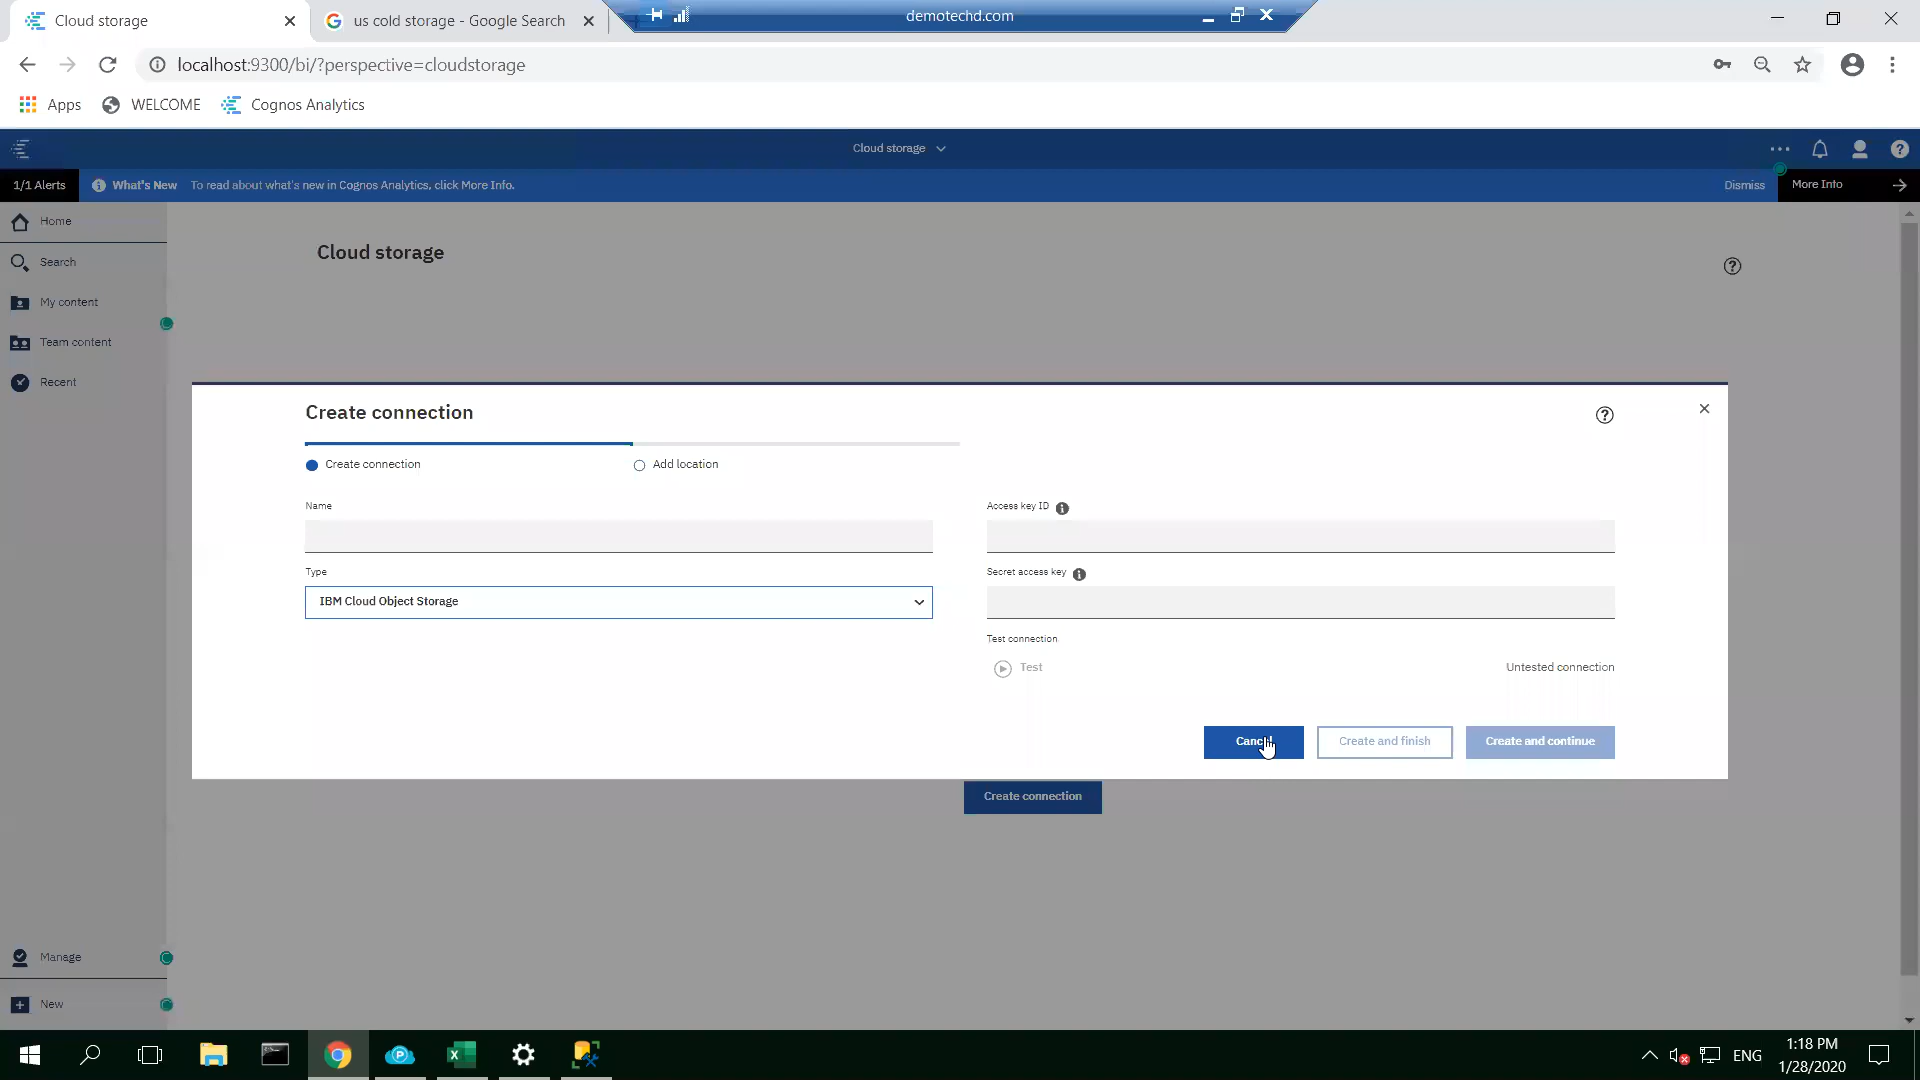 Cloud storage
us cold storage - Google Search
demotechd.com
localhost:9300/bi/?perspective=cloudstorage
Apps
WELCOME
Cognos Analytics
Cloud storage
1/1 Alerts
What's New
To read about what's new in Cognos Analytics, click More Info.
Dismiss
More Info
Home
Search
My content
Team content
Recent
Cloud storage
Create connection
Create connection
Add location
Name
Access key ID
Type
IBM Cloud Object Storage
Secret access key
Test connection
Test
Untested connection
Create and finish
Create and continue
Create connection
Manage
New
ENG
1:18 PM
1/28/2020